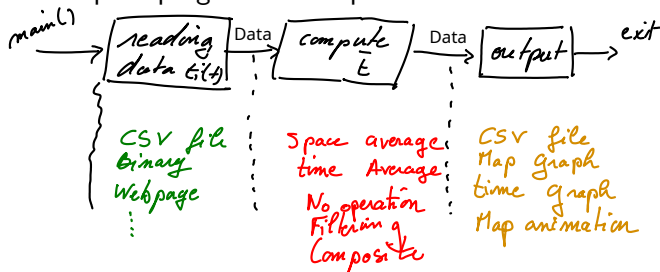 main()
reading
data ti(t)
Data
compute
t
Data
output
exit
CSV file
Binary
Webpage
Space average
time Average
No operation
Filtering
Composite
CSV file
Map graph
time graph
Map animation